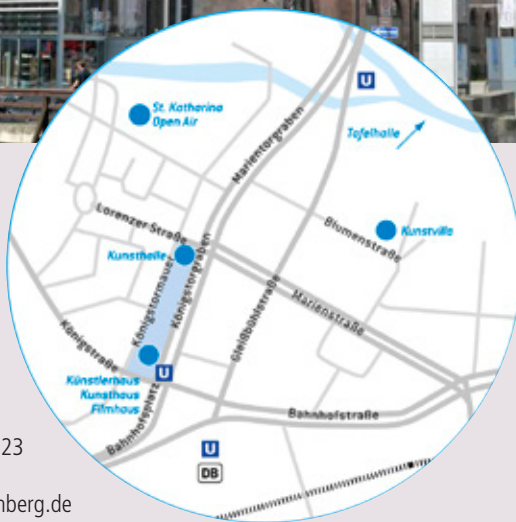 U
St. Katharina
Open Air
Tafelhalle
Marientorgraben
Lorenzer Straße
Blumenstraße
Kunstvilla
Kunsthalle
Königstormauer
Königstorgraben
Gleißbühlstraße
Marienstraße
Königstraße
Künstlerhaus
Kunsthaus
Filmhaus
U
Bahnhofsplatz
Bahnhofstraße
U
DB
23
nberg.de